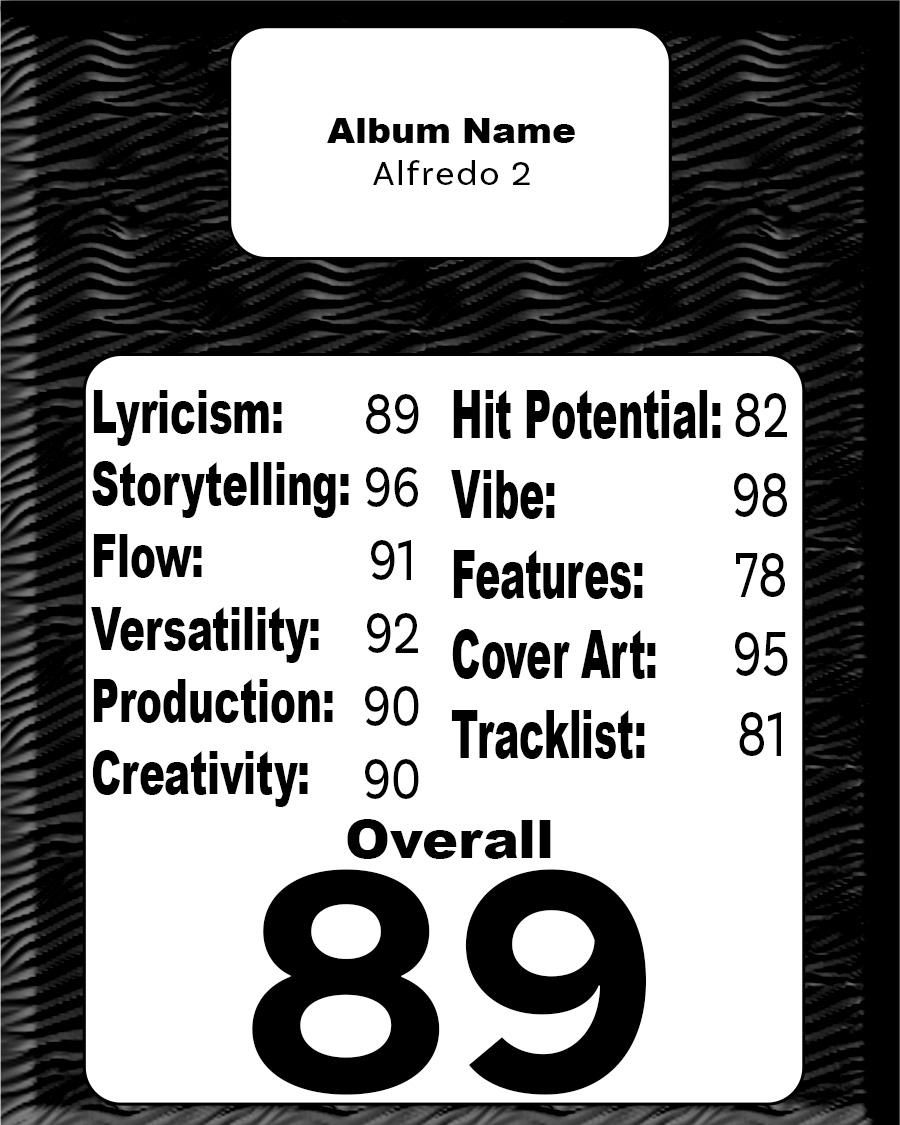 Album Name
Alfredo 2
Lyricism: 89
Storytelling: 96
Flow: 91
Versatility: 92
Production: 90
Creativity: 90
Hit Potential: 82
Vibe: 98
Features: 78
Cover Art: 95
Tracklist: 81
Overall
89